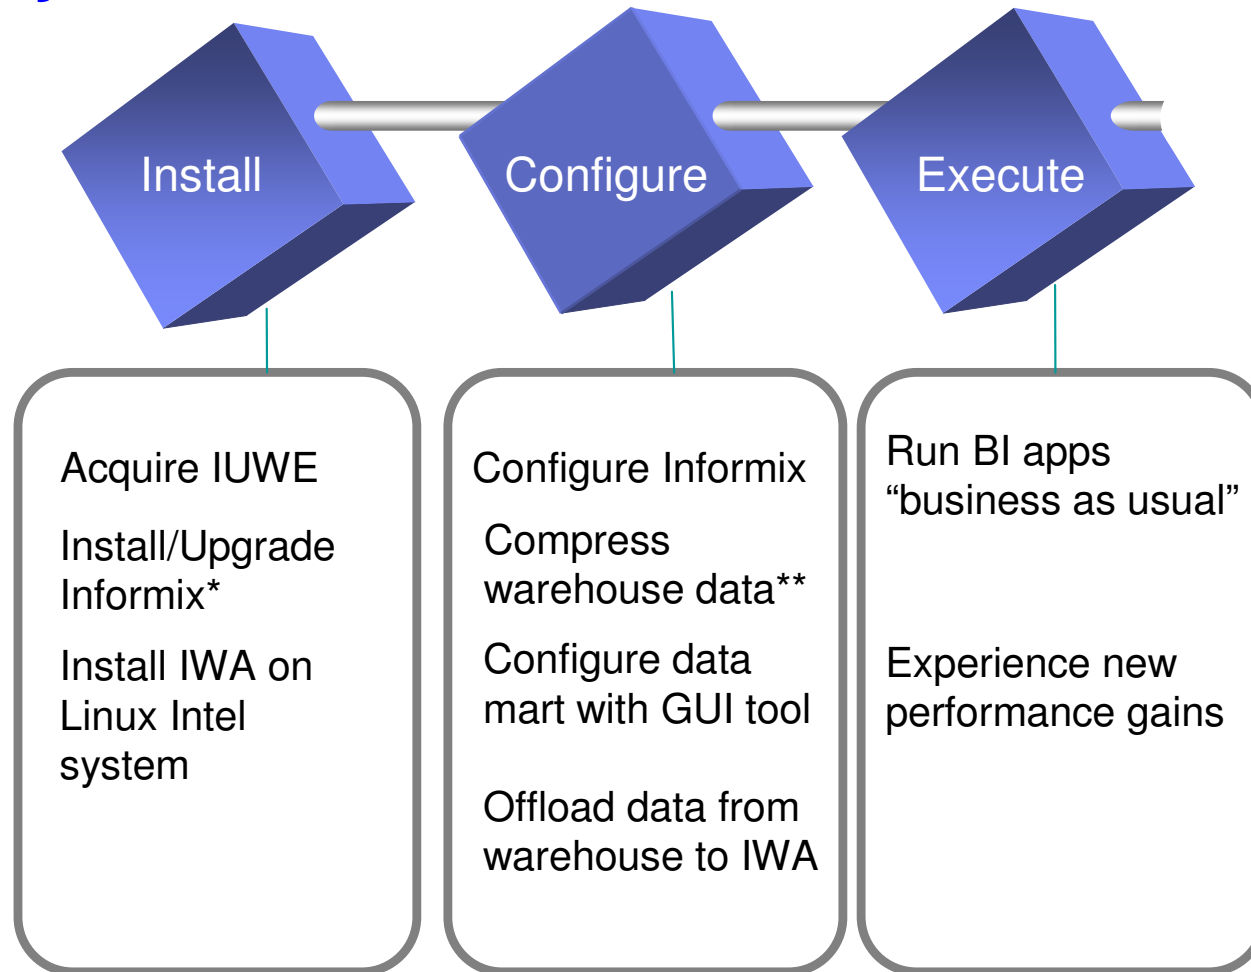 Install
Configure
Execute
Acquire IUWE
Install/Upgrade
Informix*
Install IWA on
Linux Intel
system
Configure Informix
Compress
warehouse data**
Configure data
mart with GUI tool
Offload data from
warehouse to IWA
Run BI apps
“business as usual”
Experience new
performance gains